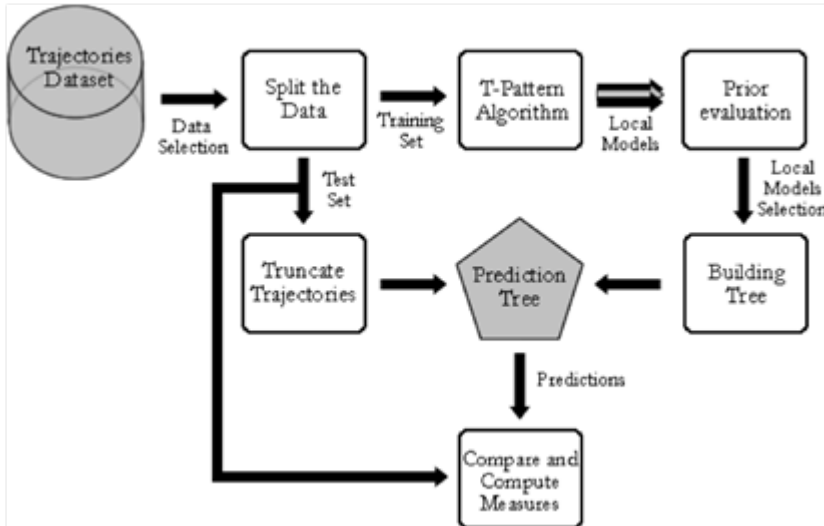 Trajectories
Dataset
Data
Selection
Split the
Data
Training
Set
T-Pattern
Algorithm
Local
Models
Prior
evaluation
Test
Set
Local
Models
Selection
Truncate
Trajectories
Prediction
Tree
Building
Tree
Predictions
Compare and
Compute
Measures